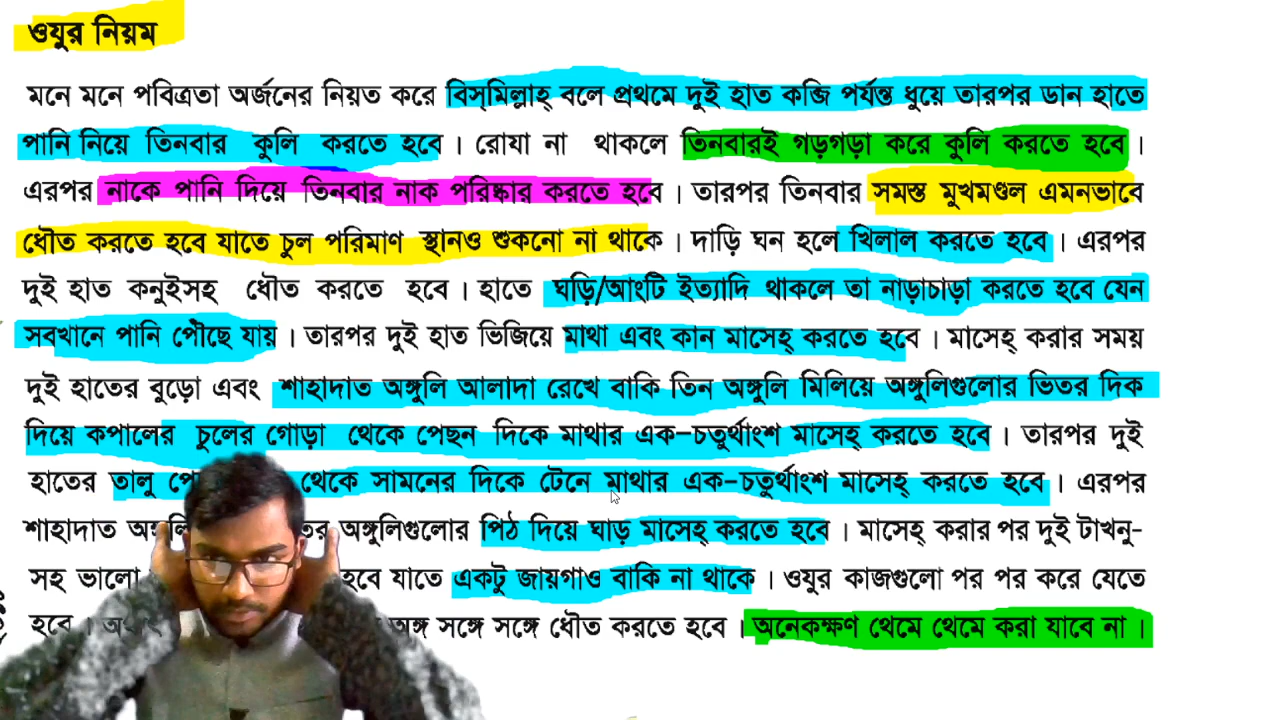 ওযুর নিয়ম
মনে মনে পবিত্রতা অর্জনের নিয়ত করে বিস্‌মিল্লাহ্ বলে প্রথমে দুই হাত কব্জি পর্যন্ত ধুয়ে তারপর ডান হাতে
পানি নিয়ে তিনবার কুলি করতে হবে। রোযা না থাকলে তিনবারই গড়গড়া করে কুলি করতে হবে।
এরপর নাকে পানি দিয়ে তিনবার নাক পরিষ্কার করতে হবে। তারপর তিনবার সমস্ত মুখমণ্ডল এমনভাবে
ধৌত করতে হবে যাতে চুল পরিমাণ স্থানও শুকনো না থাকে। দাড়ি ঘন হলে খিলাল করতে হবে। এরপর
দুই হাত কনুইসহ ধৌত করতে হবে। হাতে ঘড়ি/আংটি ইত্যাদি থাকলে তা নাড়াচাড়া করতে হবে যেন
সবখানে পানি পৌঁছে যায়। তারপর দুই হাত ভিজিয়ে মাথা এবং কান মাসেহ্ করতে হবে। মাসেহ্ করার সময়
দুই হাতের বুড়ো এবং শাহাদাত অঙ্গুলি আলাদা রেখে বাকি তিন অঙ্গুলি মিলিয়ে অঙ্গুলিগুলোর ভিতর দিক
দিয়ে কপালের চুলের গোড়া থেকে পেছন দিকে মাথার এক-চতুর্থাংশ মাসেহ্ করতে হবে। তারপর দুই
হাতের তালু থেকে সামনের দিকে টেনে মাথার এক-চতুর্থাংশ মাসেহ্ করতে হবে। এরপর
শাহাদাত অঙ্গুলিগুলোর পিঠ দিয়ে ঘাড় মাসেহ্ করতে হবে। মাসেহ্ করার পর দুই টাখনু-
সহ ভালো হবে যাতে একটু জায়গাও বাকি না থাকে। ওযুর কাজগুলো পর পর করে যেতে
হবে। অঙ্গ সঙ্গে সঙ্গে ধৌত করতে হবে। অনেকক্ষণ থেমে থেমে করা যাবে না।